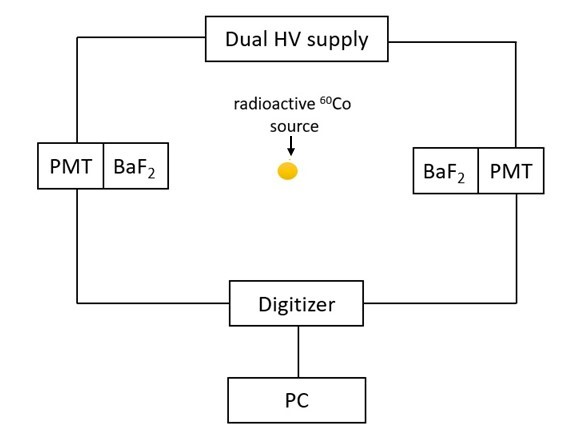 Dual HV supply
radioactive ⁶⁰Co
source
PMT BaF₂
BaF₂ PMT
Digitizer
PC